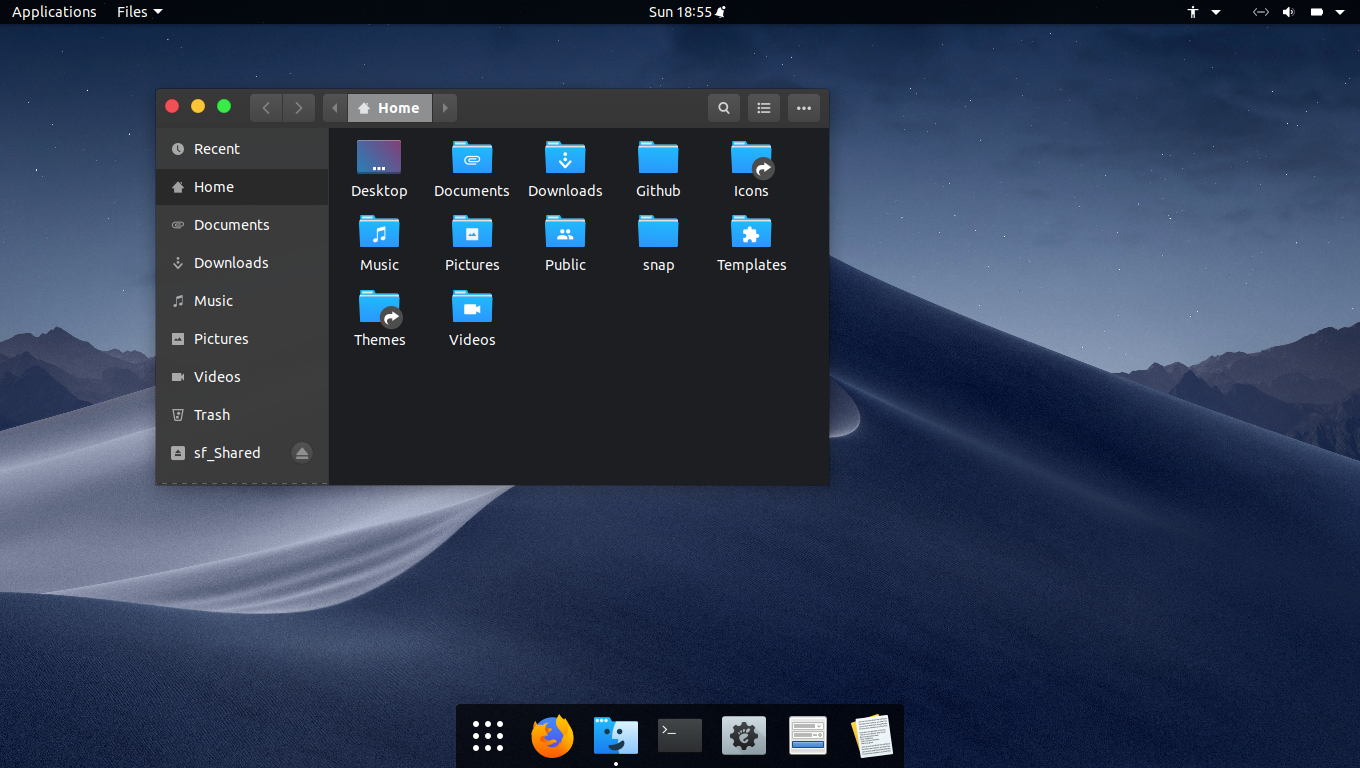 Applications Files Sun 18:55
Home
Recent
Home
Documents
Downloads
Music
Pictures
Videos
Trash
sf_Shared
Desktop Documents Downloads Github Icons
Music Pictures Public snap Templates
Themes Videos
>_